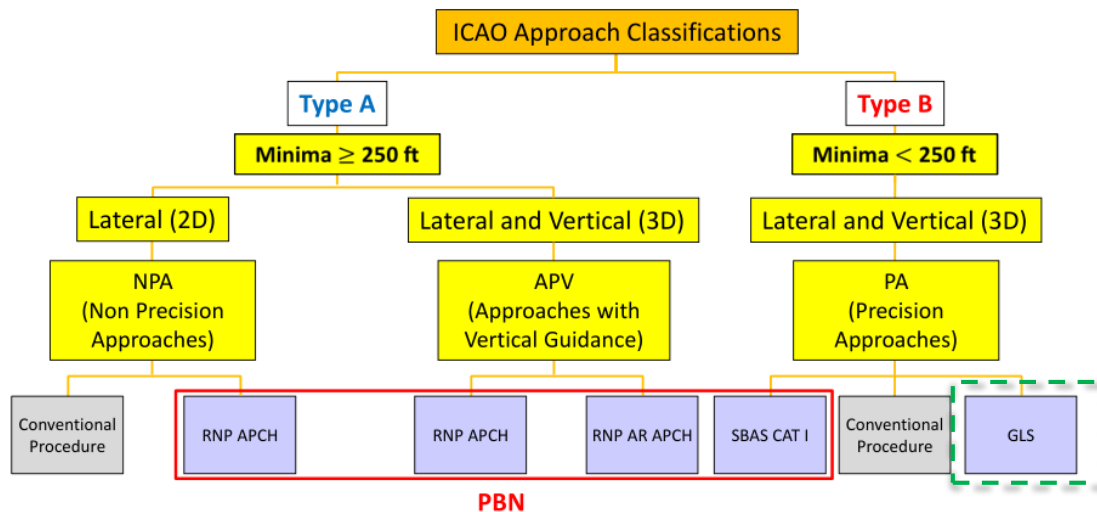 ICAO Approach Classifications
Type A
Type B
Minima ≥ 250 ft
Minima < 250 ft
Lateral (2D)
Lateral and Vertical (3D)
Lateral and Vertical (3D)
NPA
(Non Precision
Approaches)
APV
(Approaches with
Vertical Guidance)
PA
(Precision
Approaches)
Conventional
Procedure
RNP APCH
RNP APCH
RNP AR APCH
SBAS CAT I
Conventional
Procedure
GLS
PBN